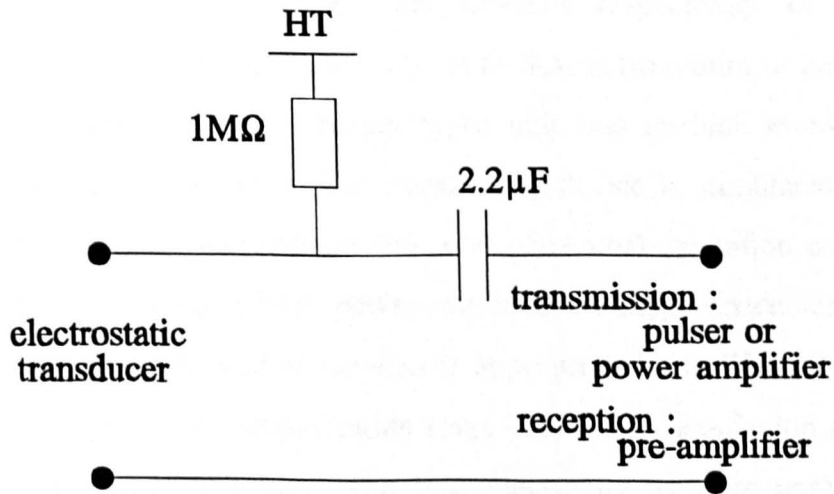 HT
1MΩ
2.2μF
electrostatic
transducer
transmission :
pulser or
power amplifier
reception :
pre-amplifier